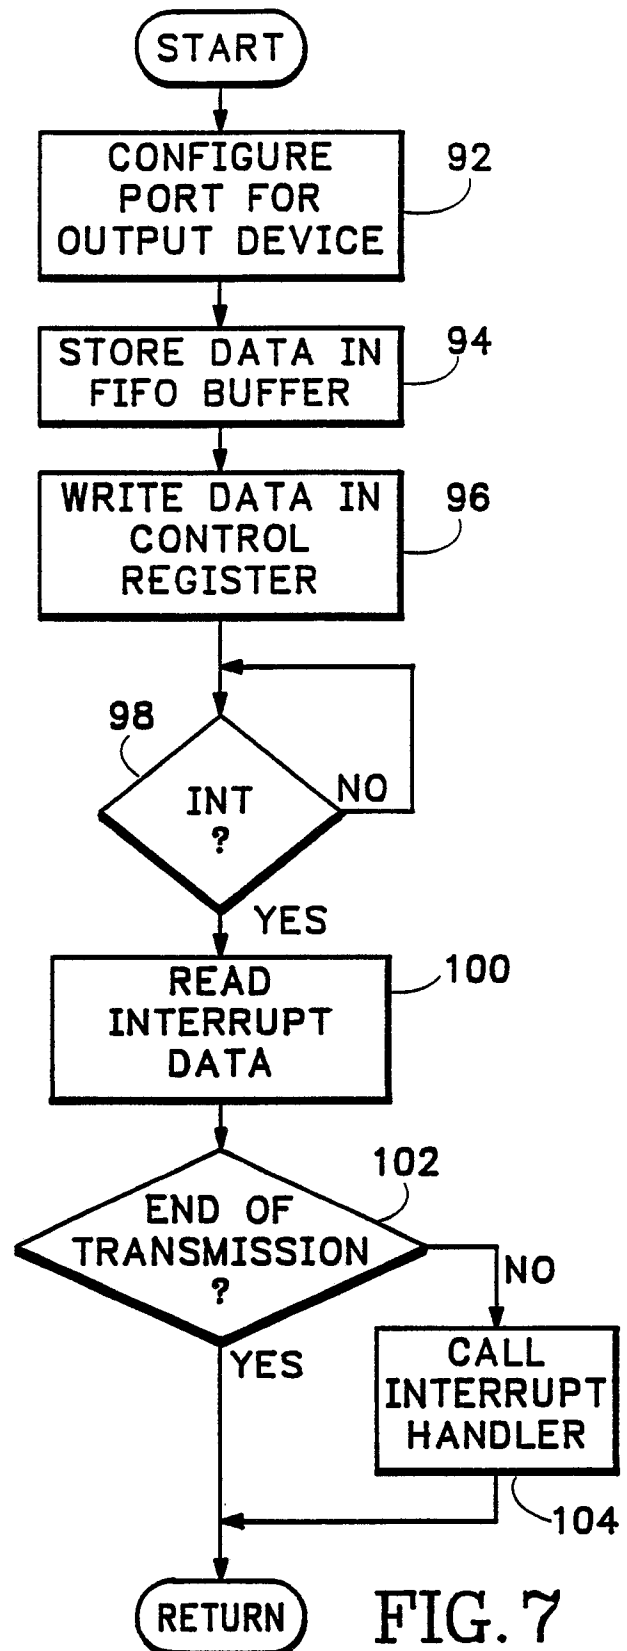 START
CONFIGURE
PORT FOR
OUTPUT DEVICE
92
STORE DATA IN
FIFO BUFFER
94
WRITE DATA IN
CONTROL
REGISTER
96
98
INT
?
NO
YES
READ
INTERRUPT
DATA
100
102
END OF
TRANSMISSION
?
NO
YES
CALL
INTERRUPT
HANDLER
104
RETURN
FIG. 7